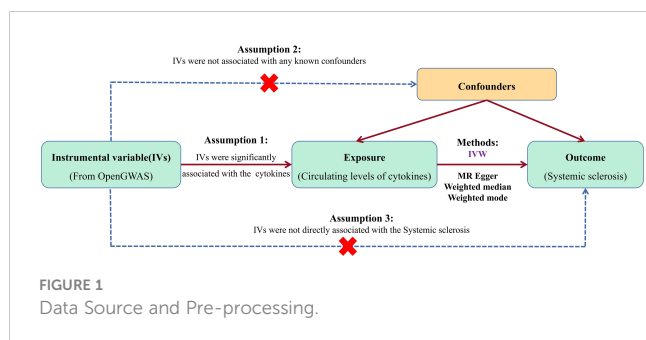 Assumption 2:
IVs were not associated with any known confounders
Confounders
Assumption 1:
IVs were significantly
associated with the cytokines
Instrumental variable(IVs)
(From OpenGWAS)
Exposure
(Circulating levels of cytokines)
Methods:
IVW
MR Egger
Weighted median
Weighted mode
Outcome
(Systemic sclerosis)
Assumption 3:
IVs were not directly associated with the Systemic sclerosis
FIGURE 1
Data Source and Pre-processing.